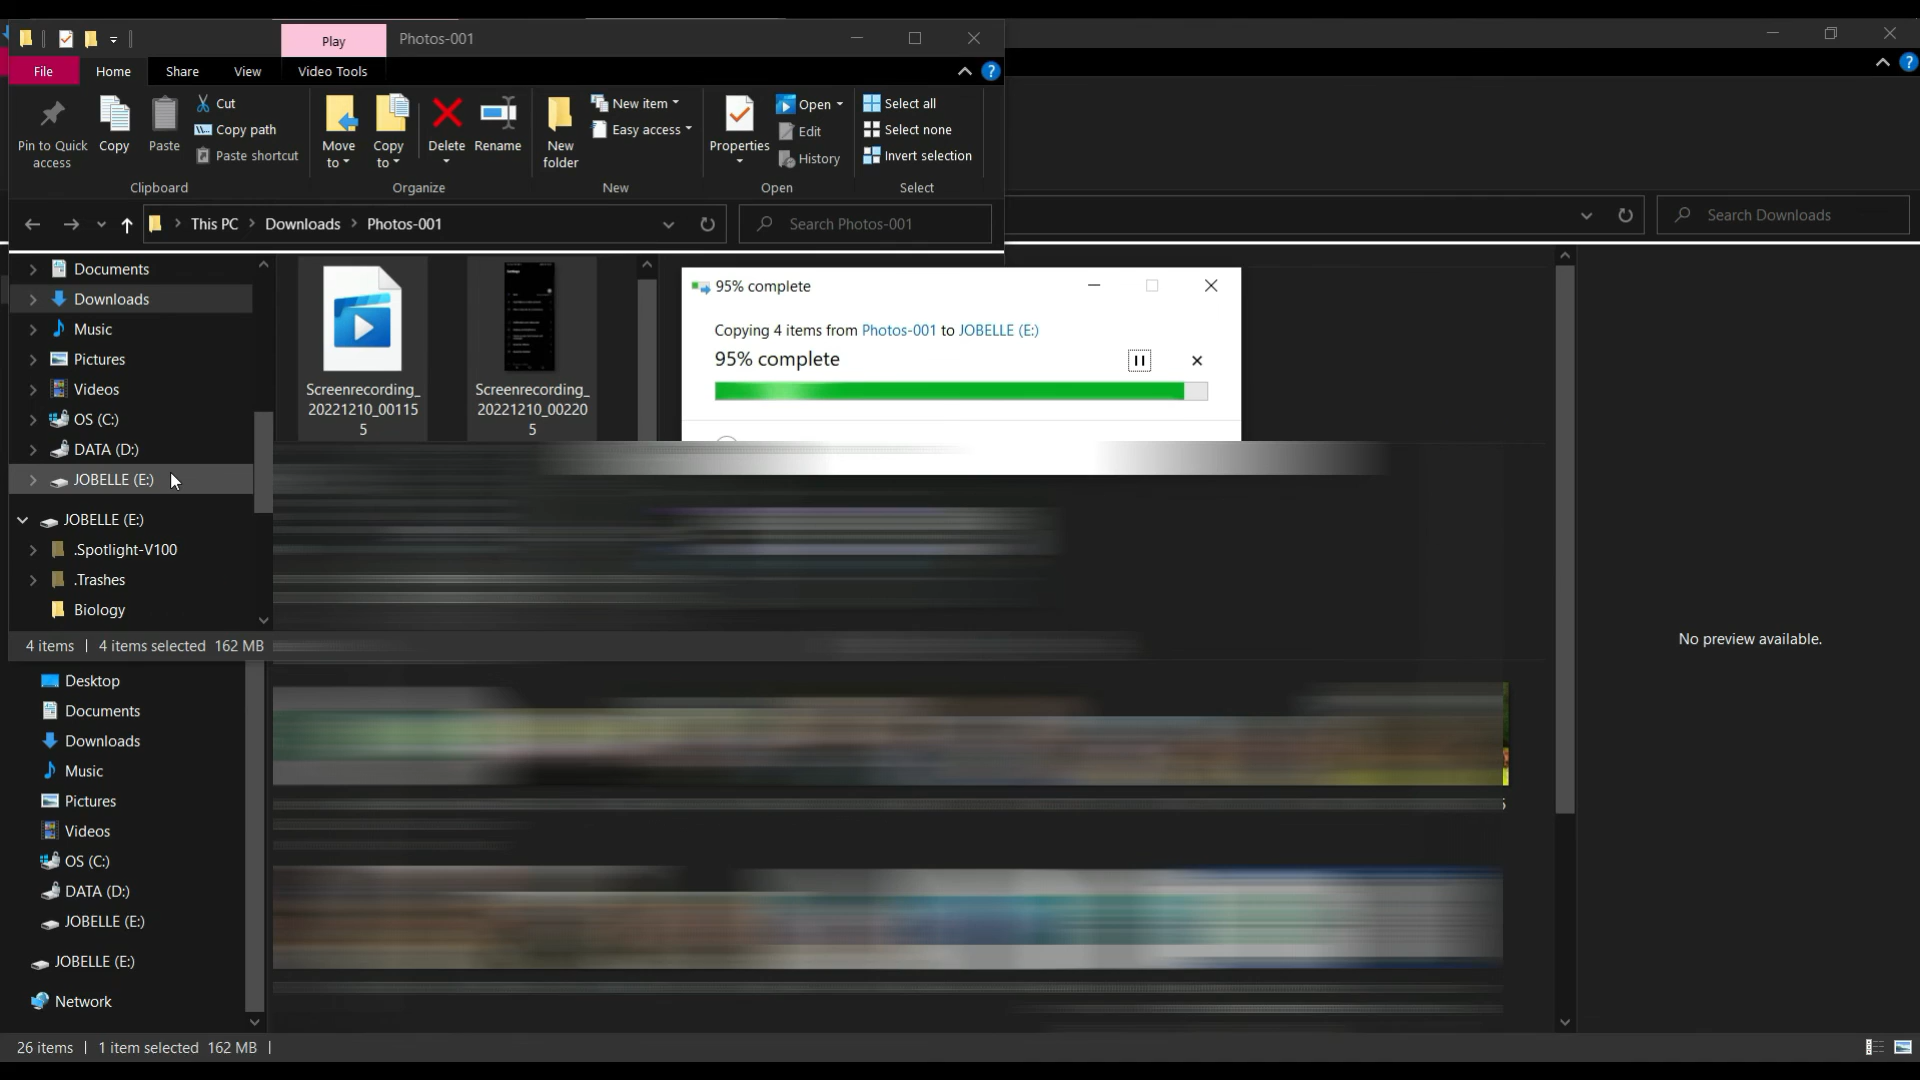 Play
Photos-001
File
Home
Share
View
Video Tools
Pin to Quick
access
Copy
Paste
Cut
Copy path
Paste shortcut
Clipboard
Move
to
Copy
to
Delete
Rename
Organize
New
folder
New item
Easy access
New
Properties
Open
Edit
History
Open
Select all
Select none
Invert selection
Select
This PC
Downloads
Photos-001
Search Photos-001
Search Downloads
Documents
Downloads
Music
Pictures
Videos
OS (C:)
DATA (D:)
JOBELLE (E:)
JOBELLE (E:)
.Spotlight-V100
.Trashes
Biology
4 items
4 items selected 162 MB
Screenrecording_
20221210_00115
5
Screenrecording_
20221210_00220
5
95% complete
Copying 4 items from Photos-001 to JOBELLE (E:)
95% complete
No preview available.
Desktop
Documents
Downloads
Music
Pictures
Videos
OS (C:)
DATA (D:)
JOBELLE (E:)
JOBELLE (E:)
Network
26 items
1 item selected 162 MB